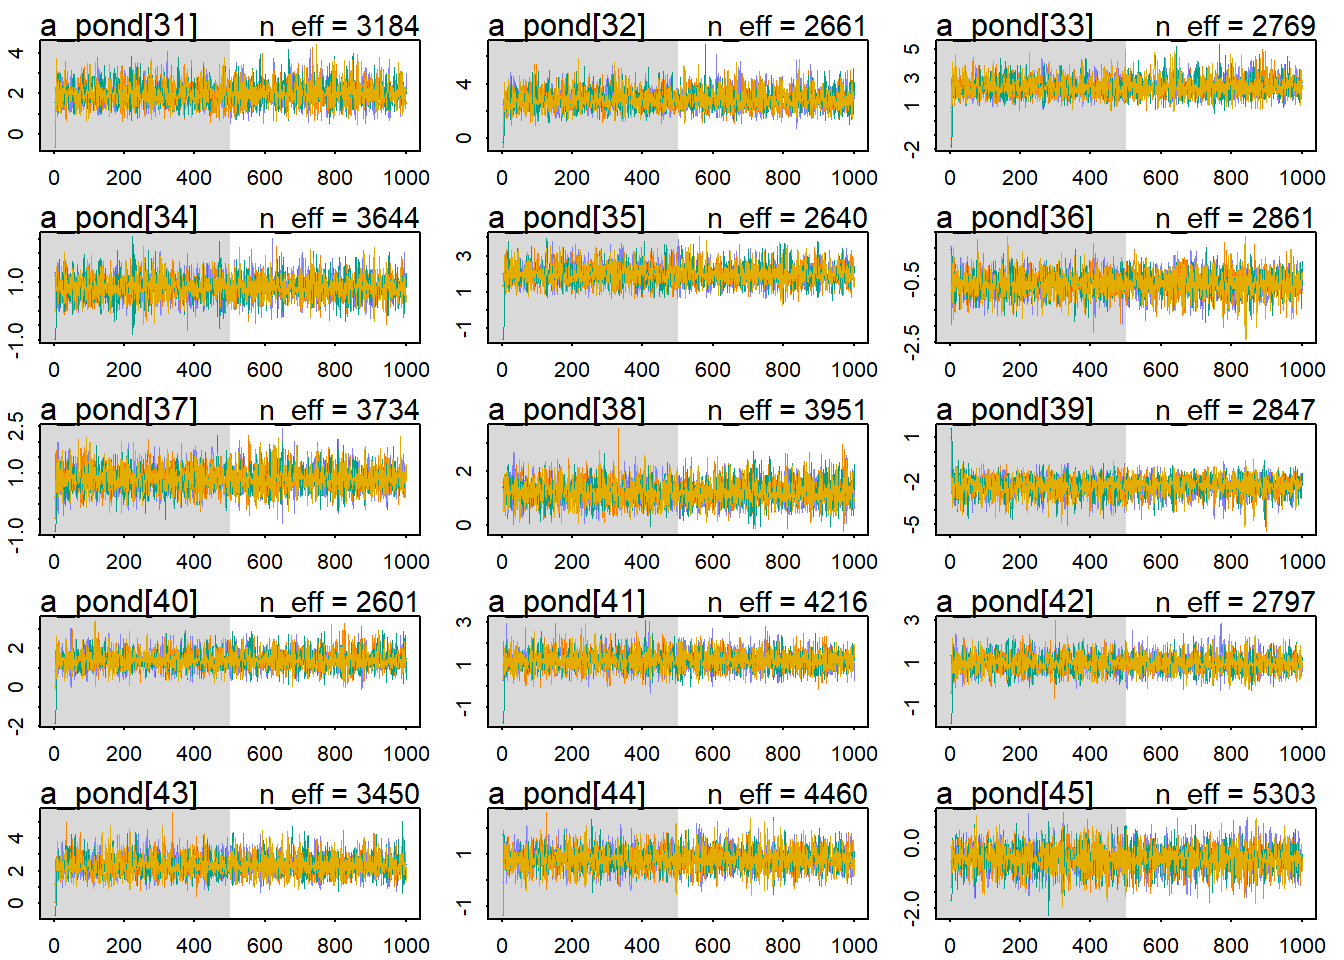 a_pond[31] n_eff = 3184
a_pond[32] n_eff = 2661
a_pond[33] n_eff = 2769
4
2
0
4
0
5
3
1
-2
0 200 400 600 800 1000
0 200 400 600 800 1000
0 200 400 600 800 1000
a_pond[34] n_eff = 3644
a_pond[35] n_eff = 2640
a_pond[36] n_eff = 2861
1.0
-1.0
3
1
-1
-0.5
-2.5
0 200 400 600 800 1000
0 200 400 600 800 1000
0 200 400 600 800 1000
a_pond[37] n_eff = 3734
a_pond[38] n_eff = 3951
a_pond[39] n_eff = 2847
2.5
1.0
-1.0
2
0
1
-2
-5
0 200 400 600 800 1000
0 200 400 600 800 1000
0 200 400 600 800 1000
a_pond[40] n_eff = 2601
a_pond[41] n_eff = 4216
a_pond[42] n_eff = 2797
2
0
-2
3
1
-1
3
1
-1
0 200 400 600 800 1000
0 200 400 600 800 1000
0 200 400 600 800 1000
a_pond[43] n_eff = 3450
a_pond[44] n_eff = 4460
a_pond[45] n_eff = 5303
4
2
0
1
-1
0.0
-2.0
0 200 400 600 800 1000
0 200 400 600 800 1000
0 200 400 600 800 1000